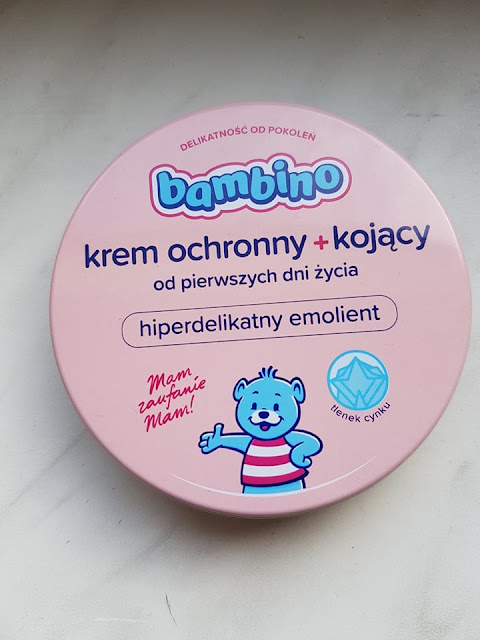 DELIKATNOŚĆ OD POKOLEŃ
bambino
krem ochronny + kojący
od pierwszych dni życia
hiperdelikatny emolient
Mam
zaufanie
Mam!
tlenek cynku